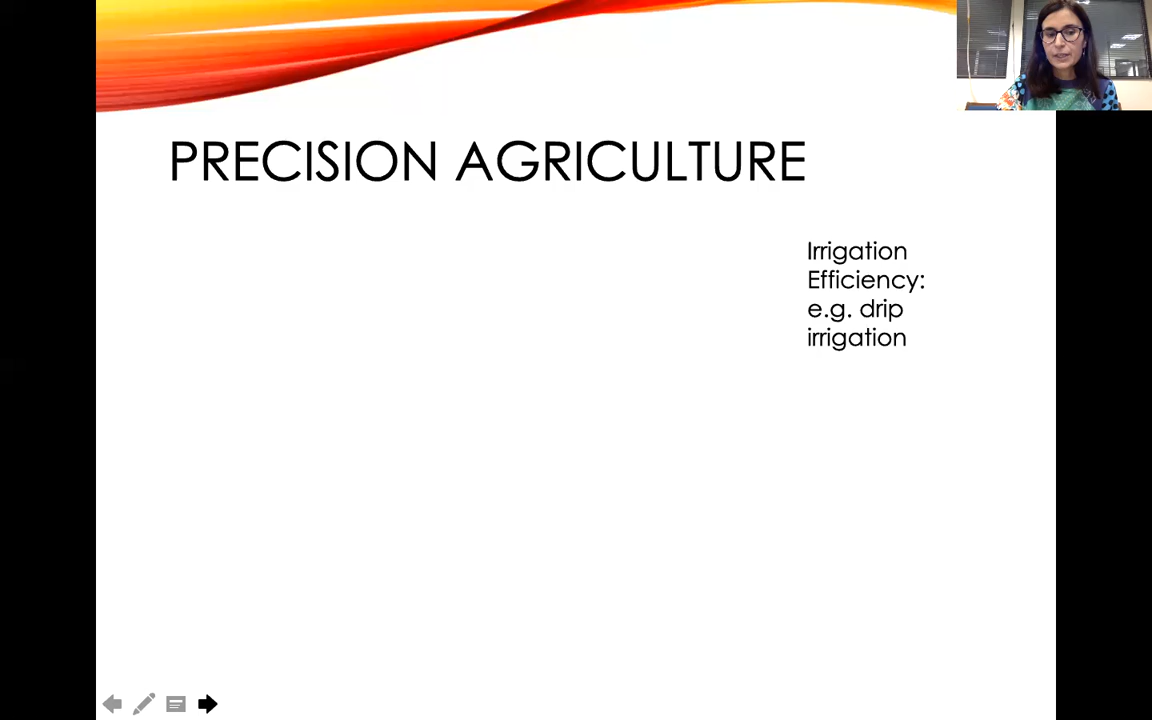 PRECISION AGRICULTURE
Irrigation
Efficiency:
e.g. drip
irrigation